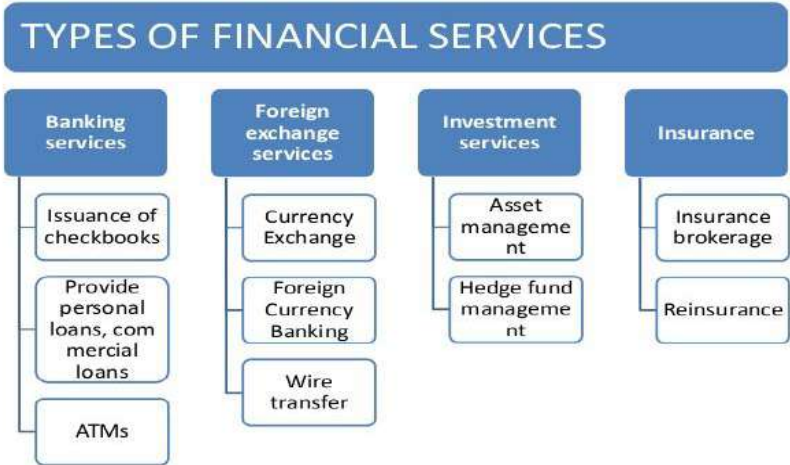 TYPES OF FINANCIAL SERVICES
Banking
services
Issuance of
checkbooks
Provide
personal
loans, com
mercial
loans
ATMs
Foreign
exchange
services
Currency
Exchange
Foreign
Currency
Banking
Wire
transfer
Investment
services
Asset
manageme
nt
Hedge fund
manageme
nt
Insurance
Insurance
brokerage
Reinsurance